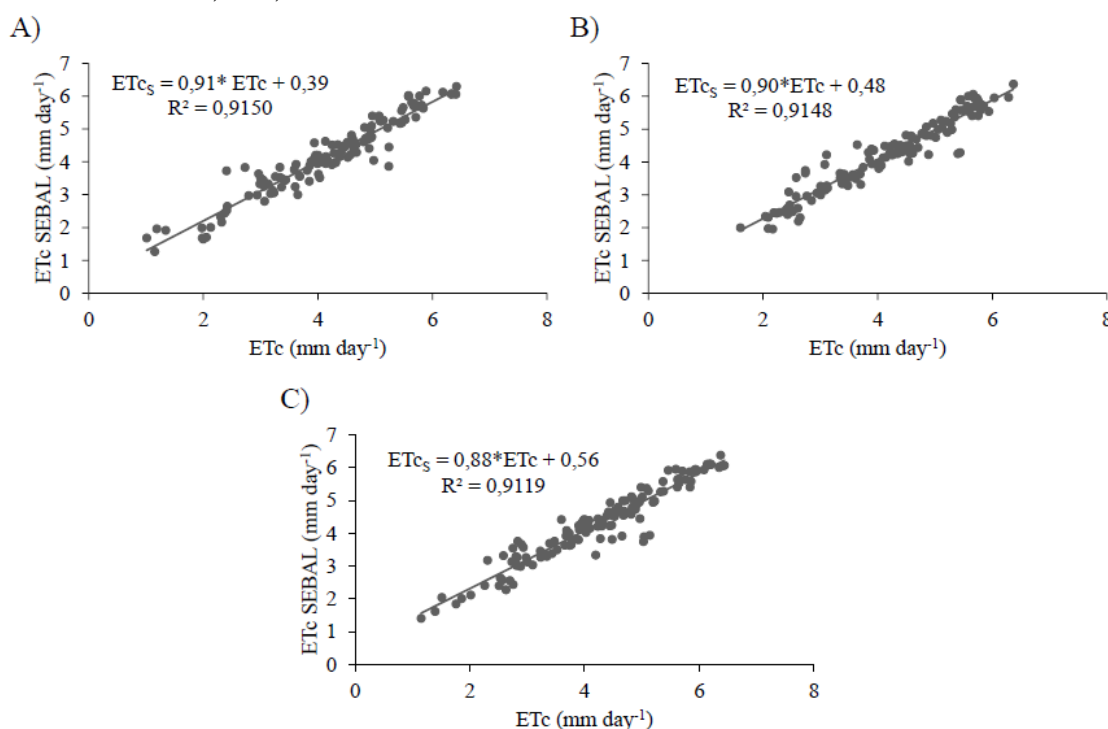 A)
ETc SEBAL (mm day-1)
7
6
5
4
3
2
1
0
ETcS = 0,91* ETc + 0,39
R² = 0,9150
0 2 4 6 8
ETc (mm day-1)
B)
ETc SEBAL (mm day-1)
7
6
5
4
3
2
1
0
ETcS = 0,90*ETc + 0,48
R² = 0,9148
0 2 4 6 8
ETc (mm day-1)
C)
ETc SEBAL (mm day-1)
7
6
5
4
3
2
1
0
ETcS = 0,88*ETc + 0,56
R² = 0,9119
0 2 4 6 8
ETc (mm day-1)